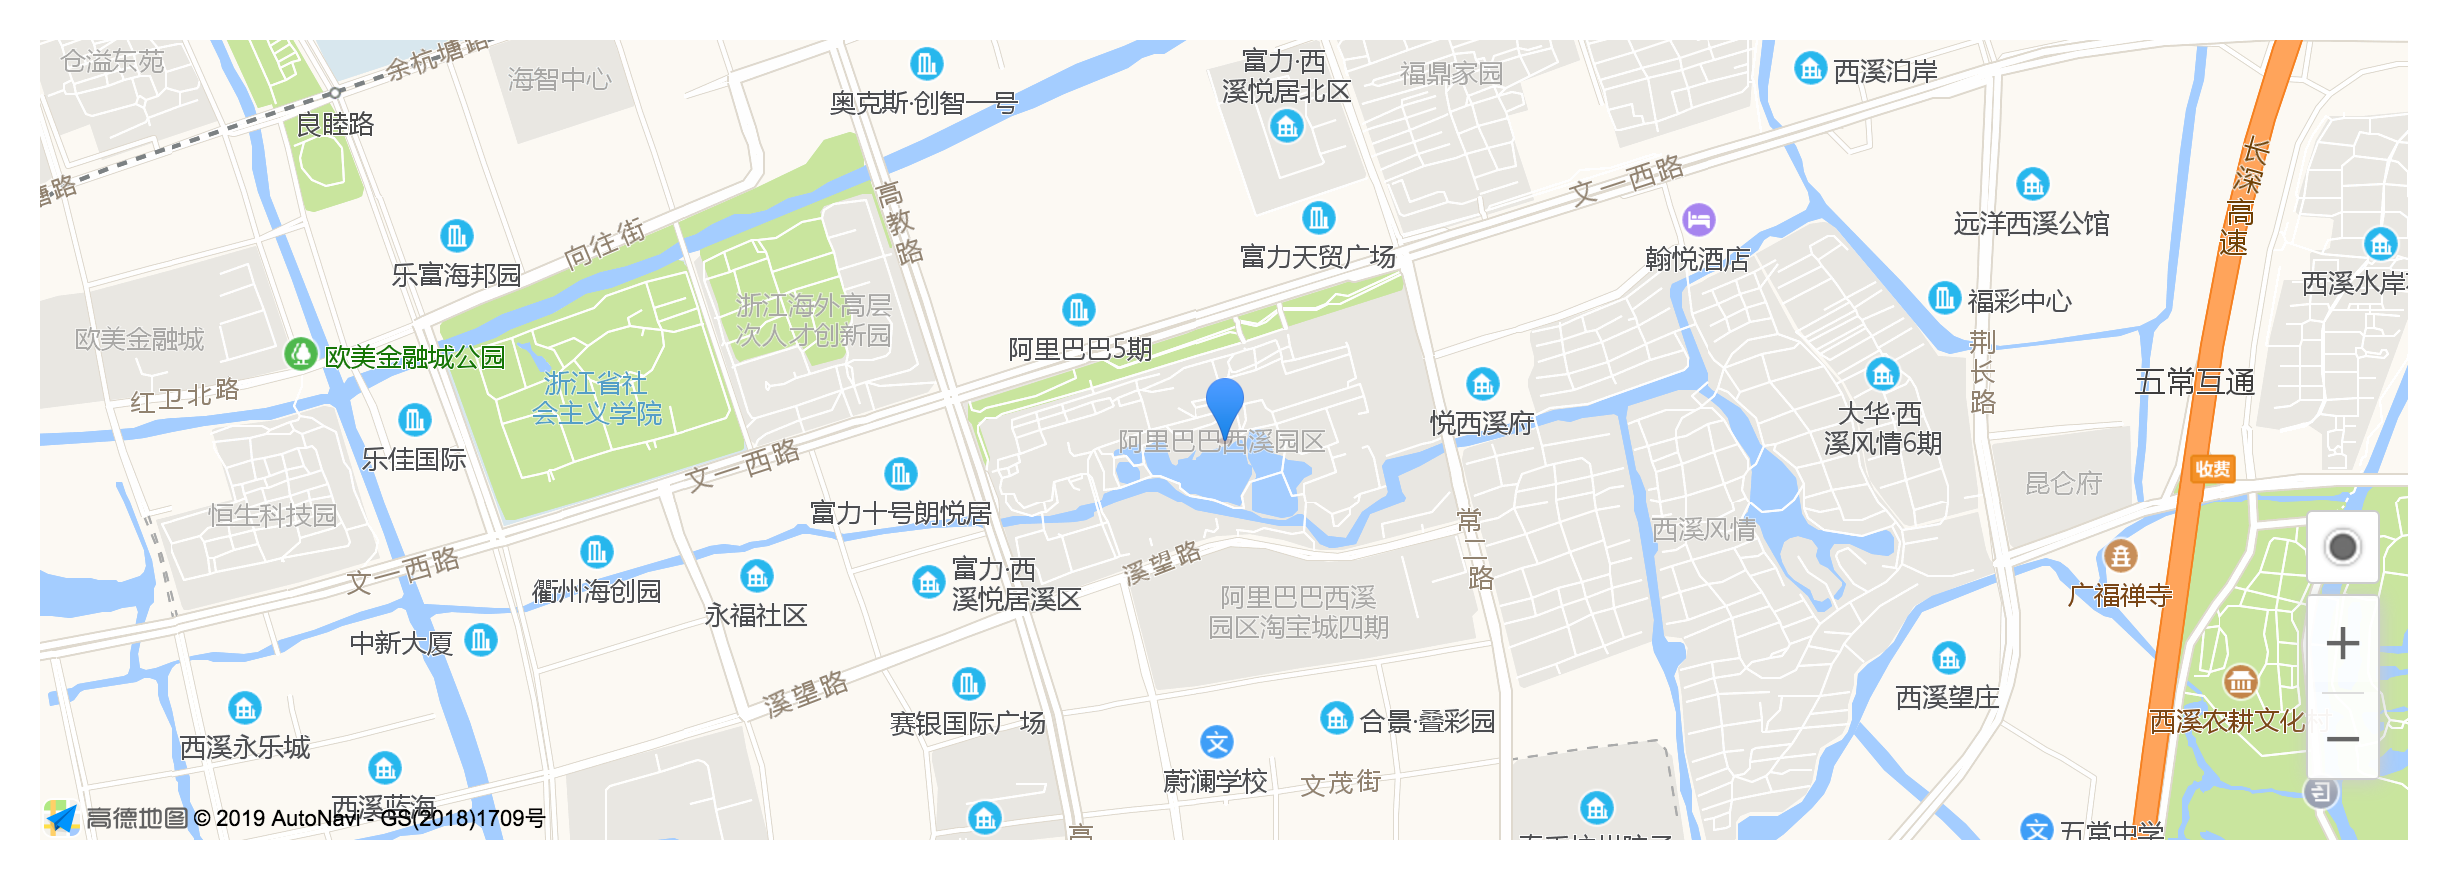 仓溢东苑
余杭塘路
良睦路
塘路
海智中心
奥克斯·创智一号
富力·西
溪悦居北区
福鼎家园
西溪泊岸
长深高速
文一西路
高教路
向往街
乐富海邦园
欧美金融城
欧美金融城公园
红卫北路
浙江海外高层
次人才创新园
富力天贸广场
翰悦酒店
远洋西溪公馆
福彩中心
西溪水岸
荆长路
五常互通
阿里巴巴5期
浙江省社
会主义学院
阿里巴巴西溪园区
悦西溪府
大华·西
溪风情6期
乐佳国际
文一西路
富力十号朗悦居
恒生科技园
收费
昆仑府
西溪风情
常二路
溪望路
文一西路
衢州海创园
永福社区
富力·西
溪悦居溪区
阿里巴巴西溪
园区淘宝城四期
广福禅寺
中新大厦
溪望路
西溪望庄
赛银国际广场
合景·叠彩园
西溪农耕文化村
西溪永乐城
蔚澜学校
文茂街
西溪蓝海
高德地图 © 2019 AutoNavi - GS(2018)1709号
高
五常中学